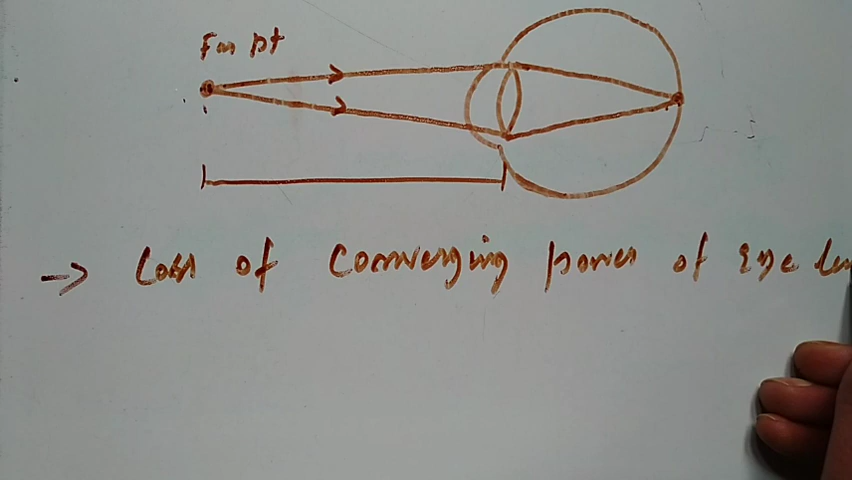 Far pt
→ Loss of Converging power of Eye